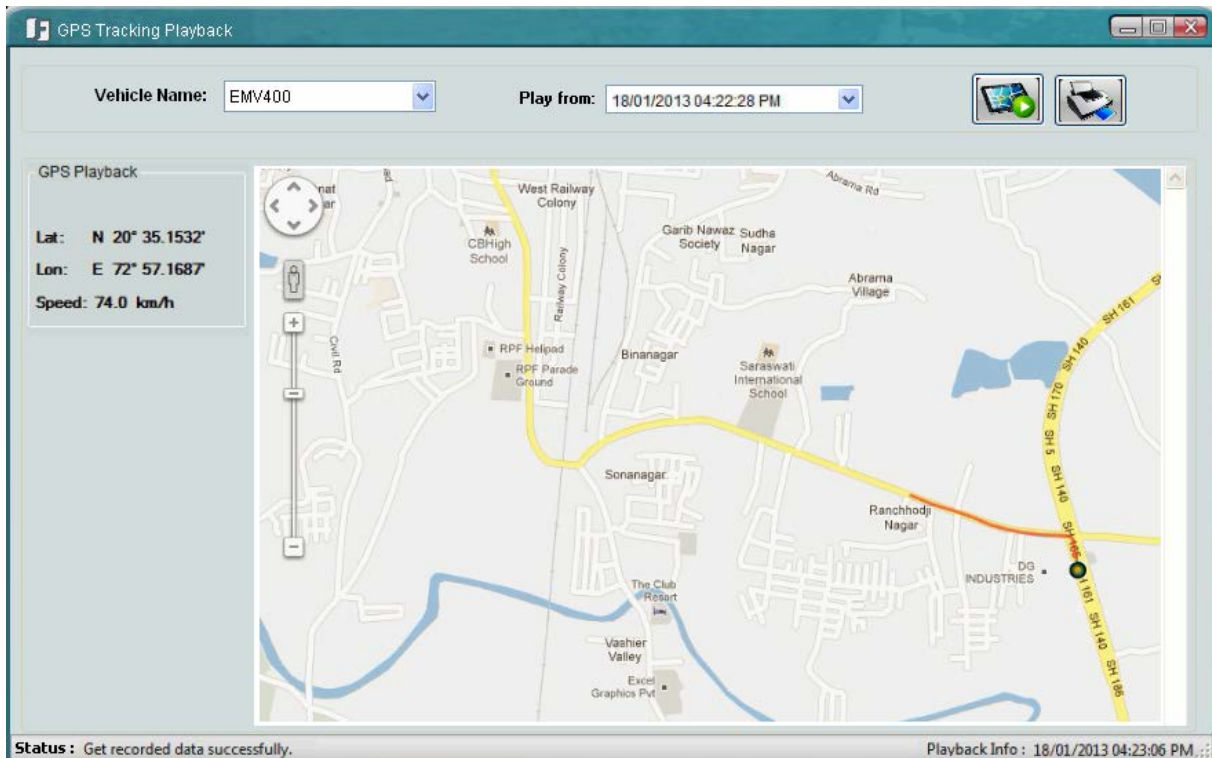 GPS Tracking Playback
Vehicle Name:
EMV400
Play from:
18/01/2013 04:22:28 PM
GPS Playback
Lat: N 20° 35.1532'
Lon: E 72° 57.1687'
Speed: 74.0 km/h
nat
ar
West Railway
Colony
CBHigh
School
Railway Colony
Garib Nawaz
Society
Sudha
Nagar
Abrama Rd
Abrama
Village
Civil Rd
RPF Helipad
RPF Parade
Ground
Binanagar
Saraswati
International
School
SH 161
SH 140
SH 170
SH 5
SH 140
Sonanagar
Ranchhodji
Nagar
DG
INDUSTRIES
161
SH 140
SH 186
The Club
Resort
Vashier
Valley
Excel
Graphics Pvt
Status : Get recorded data successfully.
Playback Info : 18/01/2013 04:23:06 PM